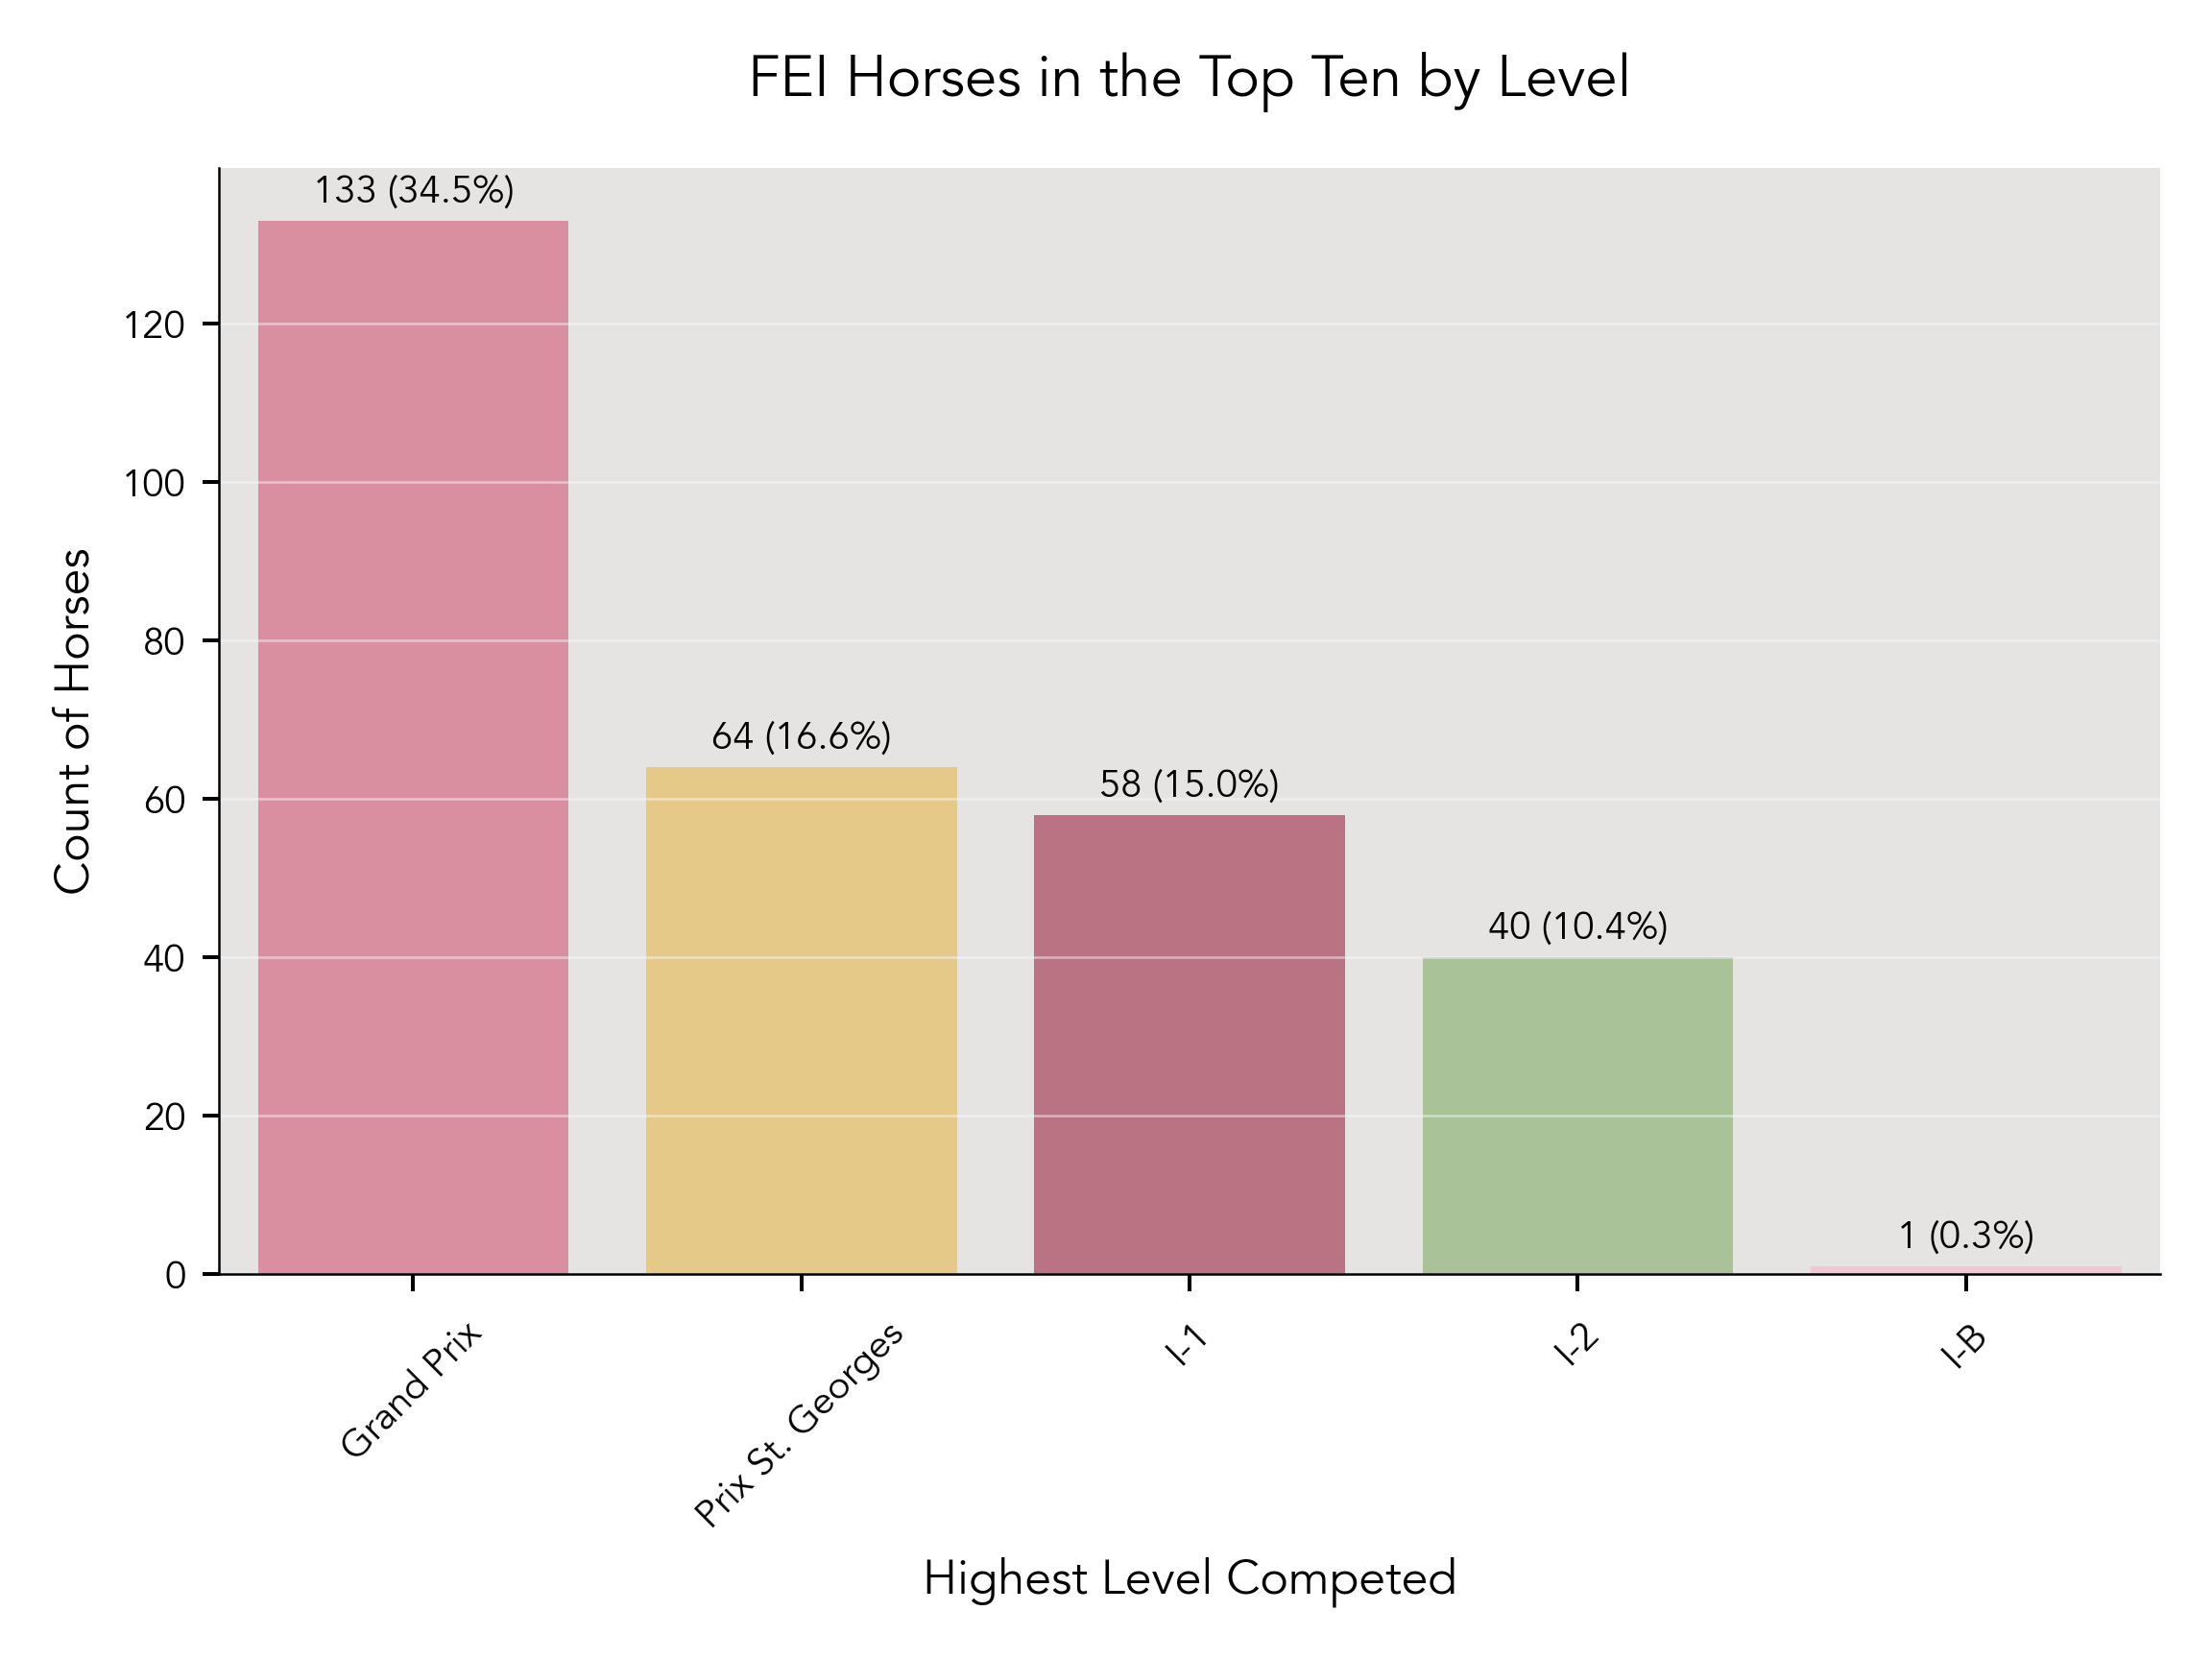 FEI Horses in the Top Ten by Level
133 (34.5%)
64 (16.6%)
58 (15.0%)
40 (10.4%)
1 (0.3%)
120
100
80
60
40
20
0
Count of Horses
Grand Prix
Prix St. Georges
I-1
I-2
I-B
Highest Level Competed